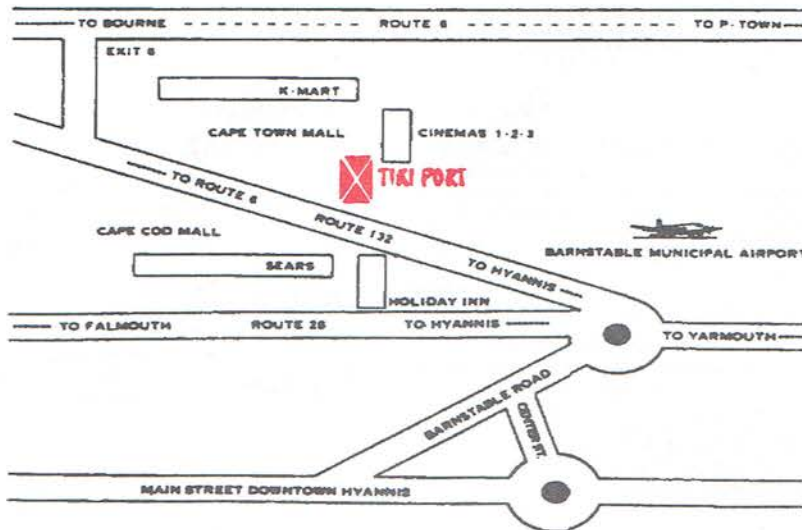 TO BOURNE ROUTE 6 TO P-TOWN
EXIT 6
K-MART
CAPE TOWN MALL CINEMAS 1-2-3
TIKI PORT
TO ROUTE 6
ROUTE 132
TO HYANNIS
CAPE COD MALL
SEARS
BARNSTABLE MUNICIPAL AIRPORT
HOLIDAY INN
TO FALMOUTH ROUTE 28 TO HYANNIS TO YARMOUTH
BARNSTABLE ROAD
CENTER ST.
MAIN STREET DOWNTOWN HYANNIS